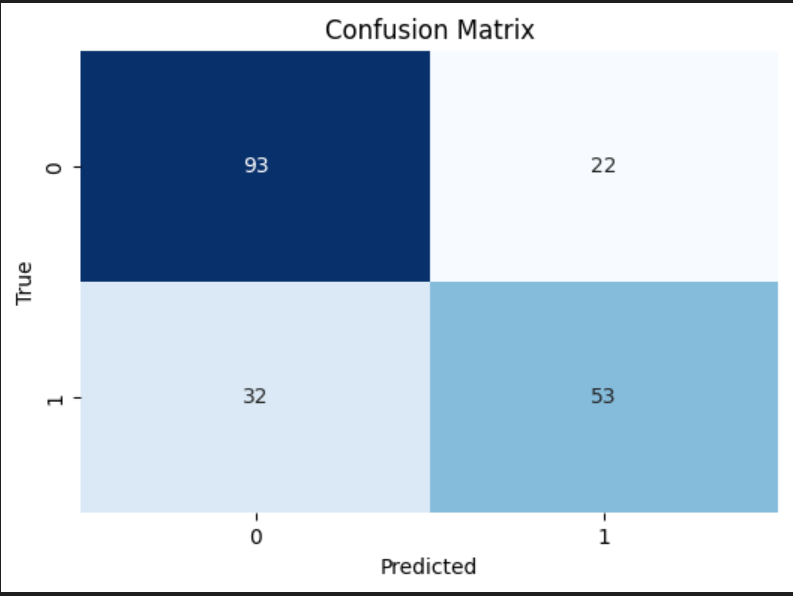 Confusion Matrix
0
93
22
True
1
32
53
0
1
Predicted